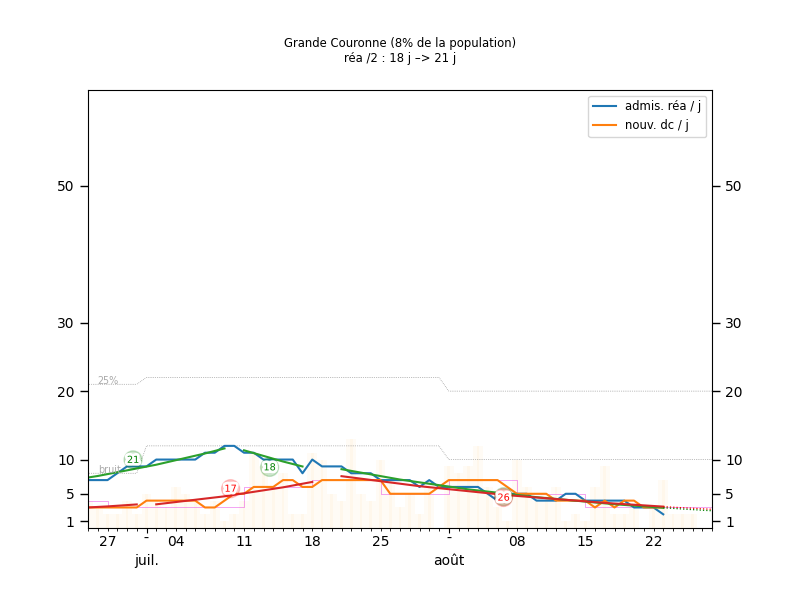 Grande Couronne (8% de la population)
réa /2 : 18 j –> 21 j
admis. réa / j
nouv. dc / j
50 50
30 30
20 20
10 10
5 5
1 1
25%
bruit
21
18
17
26
27 - 04 11 18 25 - 08 15 22
juil. août